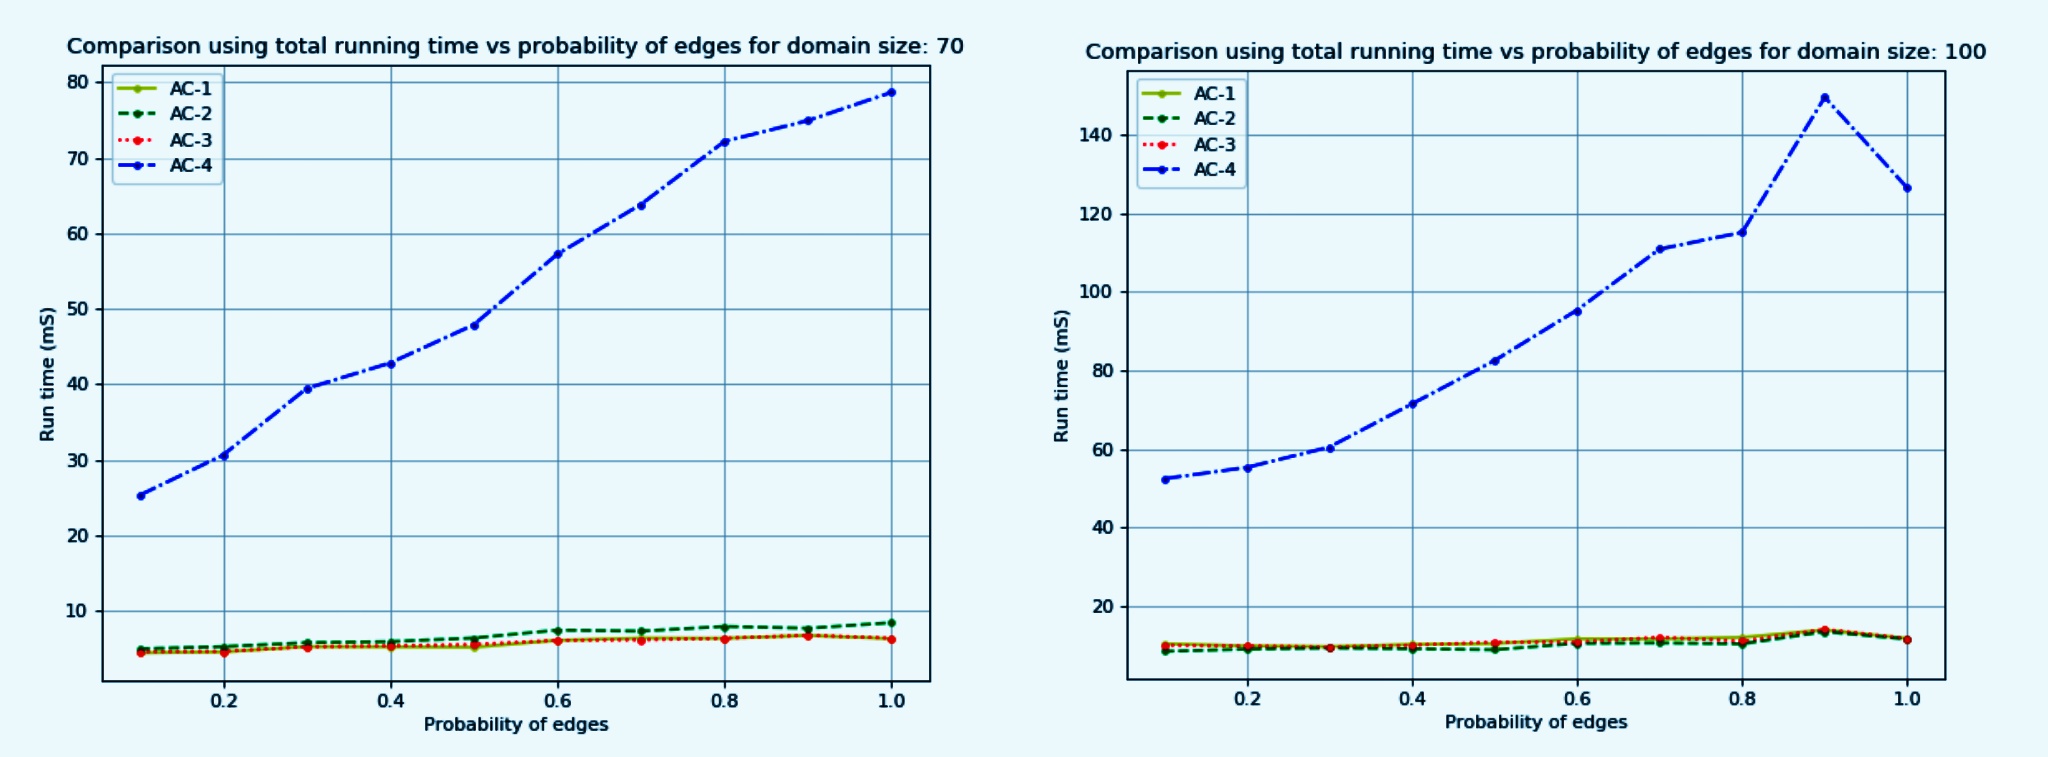 Comparison using total running time vs probability of edges for domain size: 70
AC-1
AC-2
AC-3
AC-4
80
70
60
50
40
30
20
10
Run time (mS)
0.2 0.4 0.6 0.8 1.0
Probability of edges
Comparison using total running time vs probability of edges for domain size: 100
AC-1
AC-2
AC-3
AC-4
140
120
100
80
60
40
20
Run time (mS)
0.2 0.4 0.6 0.8 1.0
Probability of edges